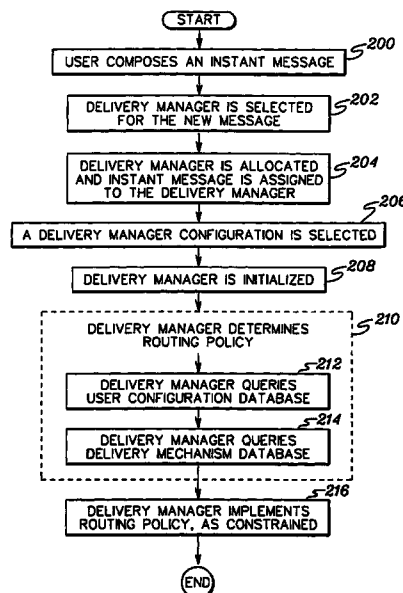 START
USER COMPOSES AN INSTANT MESSAGE
200
DELIVERY MANAGER IS SELECTED
FOR THE NEW MESSAGE
202
DELIVERY MANAGER IS ALLOCATED
AND INSTANT MESSAGE IS ASSIGNED
TO THE DELIVERY MANAGER
204
206
A DELIVERY MANAGER CONFIGURATION IS SELECTED
208
DELIVERY MANAGER IS INITIALIZED
210
DELIVERY MANAGER DETERMINES
ROUTING POLICY
212
DELIVERY MANAGER QUERIES
USER CONFIGURATION DATABASE
214
DELIVERY MANAGER QUERIES
DELIVERY MECHANISM DATABASE
216
DELIVERY MANAGER IMPLEMENTS
ROUTING POLICY, AS CONSTRAINED
END